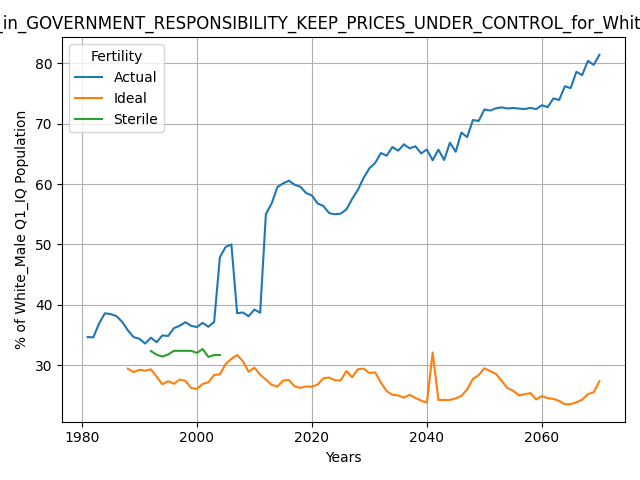 _in_GOVERNMENT_RESPONSIBILITY_KEEP_PRICES_UNDER_CONTROL_for_Whit
Fertility
Actual
Ideal
Sterile
% of White_Male Q1_IQ Population
80
70
60
50
40
30
1980 2000 2020 2040 2060
Years